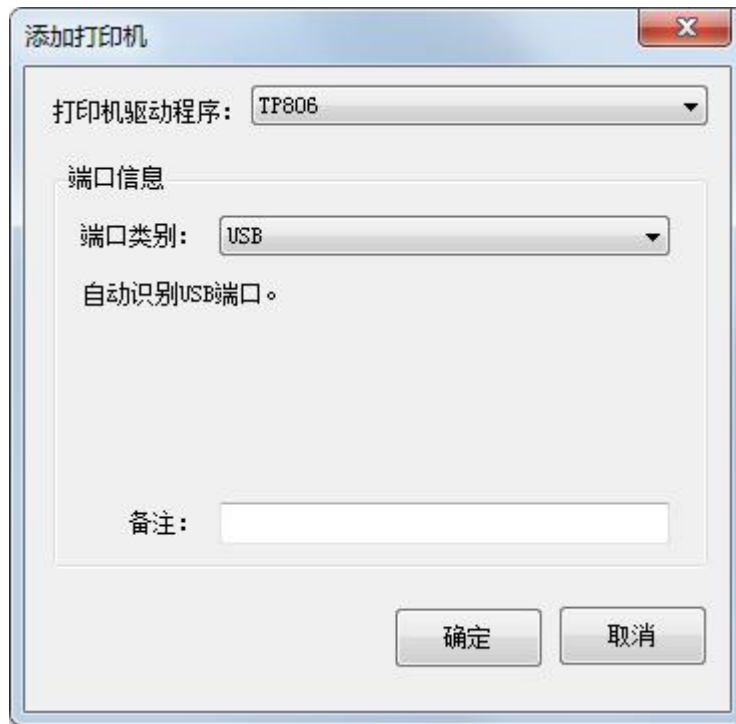 添加打印机
打印机驱动程序： TP806
端口信息
端口类别： USB
自动识别USB端口。
备注：
确定 取消